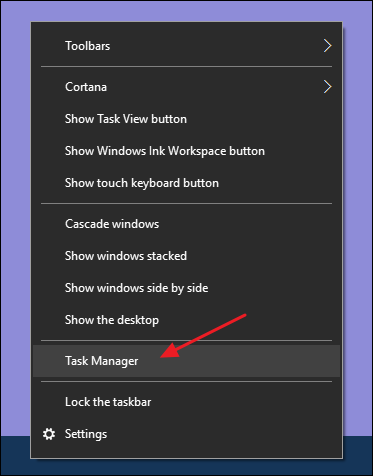 Toolbars
Cortana
Show Task View button
Show Windows Ink Workspace button
Show touch keyboard button
Cascade windows
Show windows stacked
Show windows side by side
Show the desktop
Task Manager
Lock the taskbar
Settings